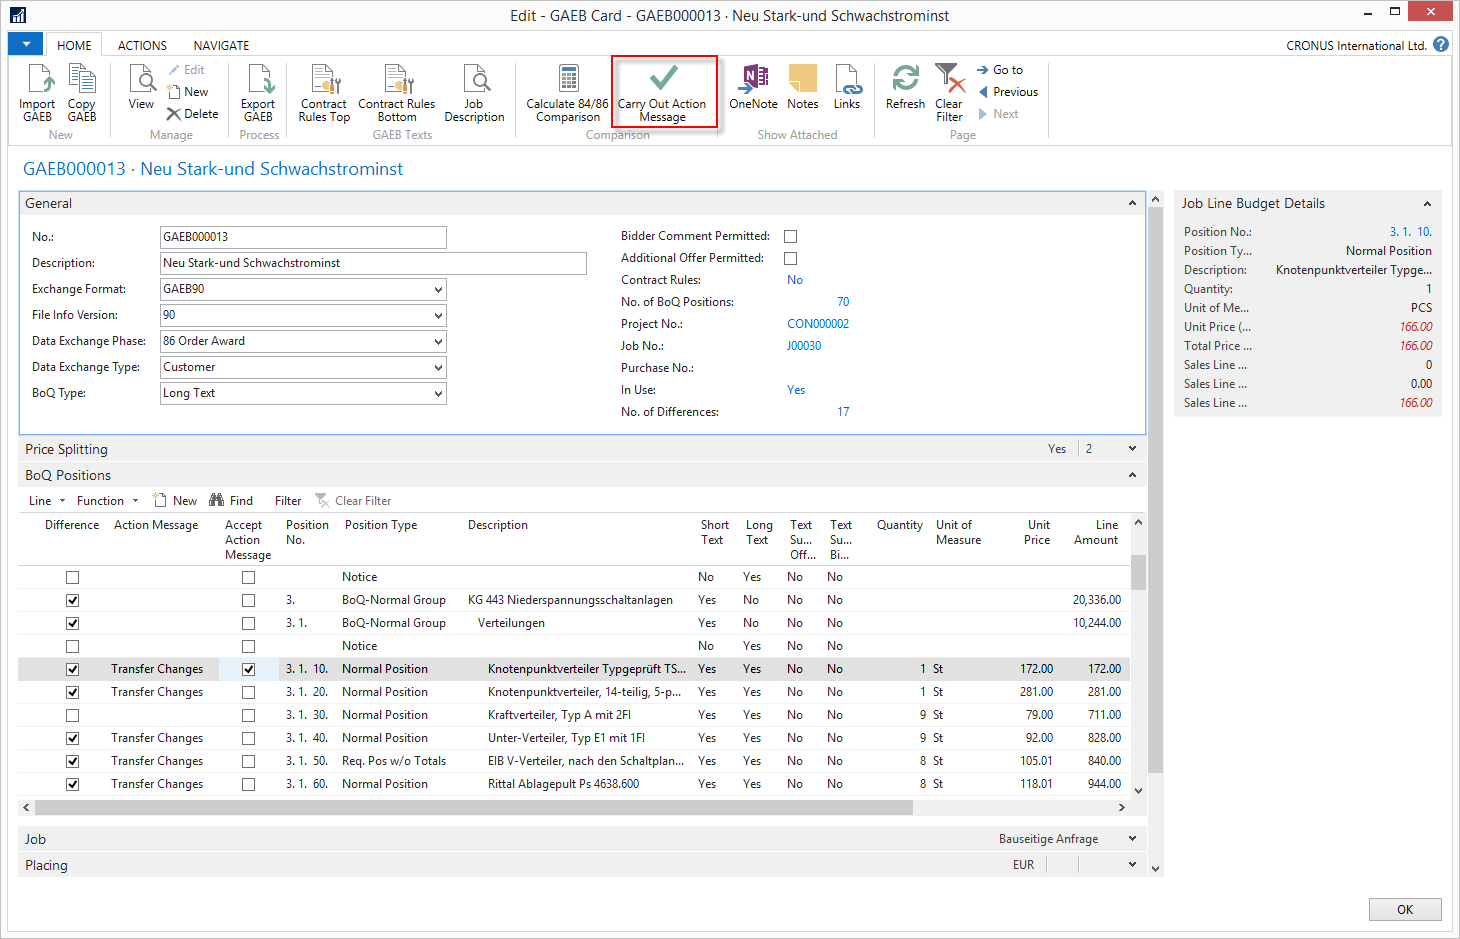 Edit - GAEB Card - GAEB000013 · Neu Stark-und Schwachstrominst
HOME ACTIONS NAVIGATE
CRONUS International Ltd.
Import GAEB
Copy GAEB
New
View
Edit
New
Delete
Manage
Export GAEB
Process
Contract Rules Top
Contract Rules Bottom
Job Description
GAEB Texts
Calculate 84/86 Comparison
Carry Out Action Message
Comparison
OneNote
Notes
Links
Show Attached
Refresh
Clear Filter
Go to
Previous
Next
Page
GAEB000013 · Neu Stark-und Schwachstrominst
General
No.: GAEB000013
Description: Neu Stark-und Schwachstrominst
Exchange Format: GAEB90
File Info Version: 90
Data Exchange Phase: 86 Order Award
Data Exchange Type: Customer
BoQ Type: Long Text
Bidder Comment Permitted:
Additional Offer Permitted:
Contract Rules: No
No. of BoQ Positions: 70
Project No.: CON000002
Job No.: J00030
Purchase No.:
In Use: Yes
No. of Differences: 17
Price Splitting Yes 2
BoQ Positions
Line Function New Find Filter Clear Filter
Difference Action Message Accept Action Message Position No. Position Type Description Short Text Long Text Text Su... Off... Text Su... Bi... Quantity Unit of Measure Unit Price Line Amount
Notice No Yes No No
3. BoQ-Normal Group KG 443 Niederspannungsschaltanlagen Yes No No No 20,336.00
3. 1. BoQ-Normal Group Verteilungen Yes No No No 10,244.00
Notice No Yes No No
Transfer Changes 3. 1. 10. Normal Position Knotenpunktverteiler Typgeprüft TS... Yes Yes No No 1 St 172.00 172.00
Transfer Changes 3. 1. 20. Normal Position Knotenpunktverteiler, 14-teilig, 5-p... Yes Yes No No 1 St 281.00 281.00
3. 1. 30. Normal Position Kraftverteiler, Typ A mit 2FI Yes Yes No No 9 St 79.00 711.00
Transfer Changes 3. 1. 40. Normal Position Unter-Verteiler, Typ E1 mit 1FI Yes Yes No No 9 St 92.00 828.00
Transfer Changes 3. 1. 50. Req. Pos w/o Totals EIB V-Verteiler, nach den Schaltplan... Yes Yes No No 8 St 105.01 840.00
Transfer Changes 3. 1. 60. Normal Position Rittal Ablagepult Ps 4638.600 Yes Yes No No 8 St 118.01 944.00
Job Bauseitige Anfrage
Placing EUR
Job Line Budget Details
Position No.: 3. 1. 10.
Position Ty... Normal Position
Description: Knotenpunktverteiler Typge...
Quantity: 1
Unit of Me... PCS
Unit Price (... 166.00
Total Price ... 166.00
Sales Line ... 0
Sales Line ... 0.00
Sales Line ... 166.00
OK